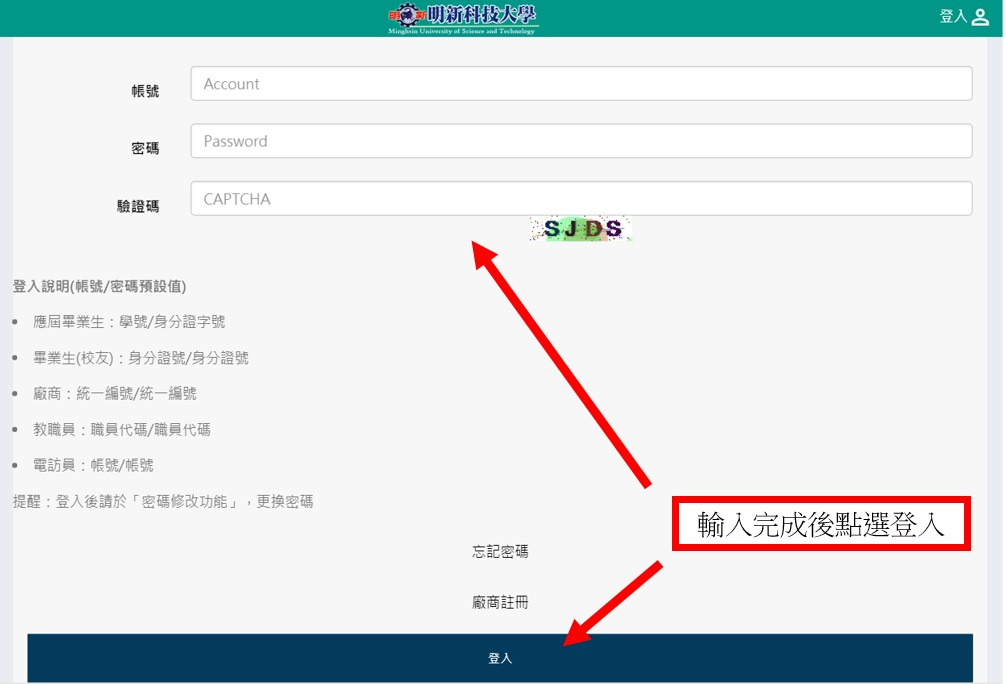 明新 明新科技大學
Minghsin University of Science and Technology
登入
帳號 Account
密碼 Password
驗證碼 CAPTCHA
SJDS
登入說明(帳號/密碼預設值)
• 應屆畢業生：學號/身分證字號
• 畢業生(校友)：身分證號/身分證號
• 廠商：統一編號/統一編號
• 教職員：職員代碼/職員代碼
• 電訪員：帳號/帳號
提醒：登入後請於「密碼修改功能」，更換密碼
輸入完成後點選登入
忘記密碼
廠商註冊
登入